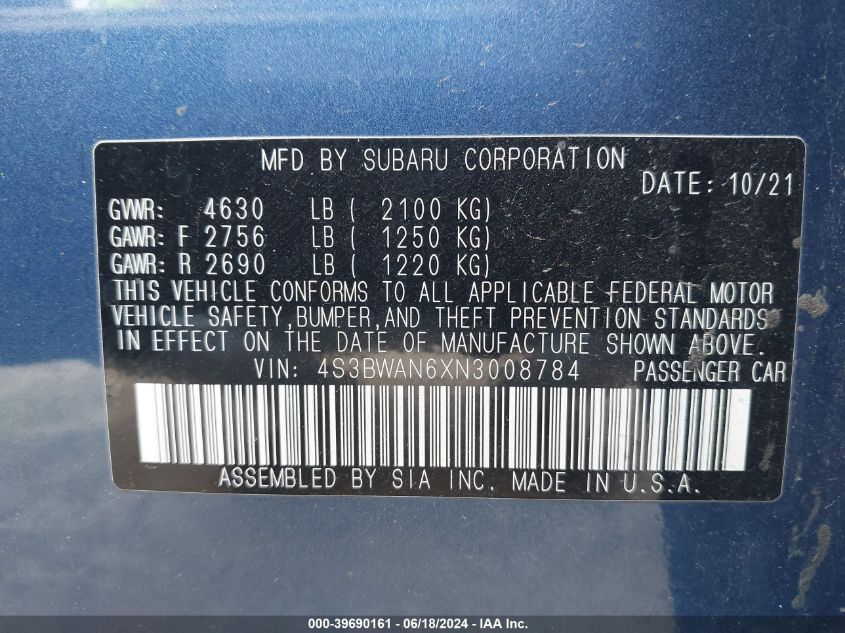 MFD BY SUBARU CORPORATION
DATE: 10/21
GVWR: 4630 LB ( 2100 KG)
GAWR: F 2756 LB ( 1250 KG)
GAWR: R 2690 LB ( 1220 KG)
THIS VEHICLE CONFORMS TO ALL APPLICABLE FEDERAL MOTOR
VEHICLE SAFETY, BUMPER, AND THEFT PREVENTION STANDARDS
IN EFFECT ON THE DATE OF MANUFACTURE SHOWN ABOVE.
VIN: 4S3BWAN6XN3008784 PASSENGER CAR
ASSEMBLED BY SIA INC. MADE IN U.S.A.
000-39690161 - 06/18/2024 - IAA Inc.